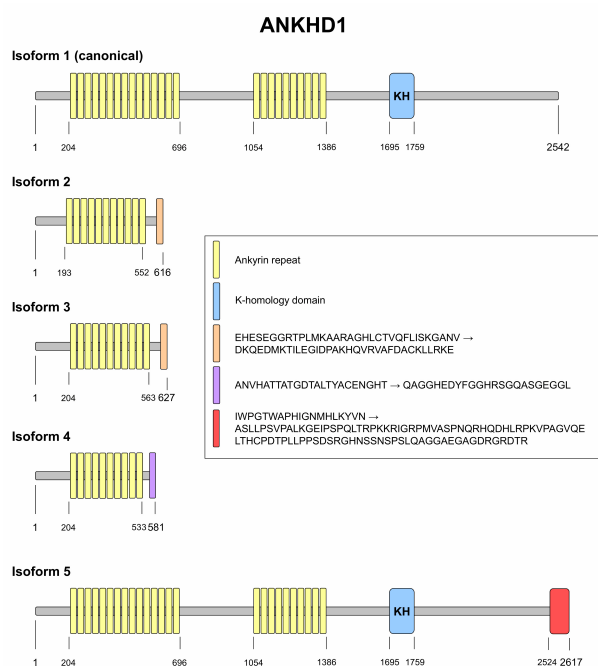 ANKHD1
Isoform 1 (canonical)
KH
1 204 696 1054 1386 1695 1759 2542
Isoform 2
1 193 552 616
Ankyrin repeat
K-homology domain
Isoform 3
EHESEGGRTPLMKAARAGHLCTVQFLISKGANV →
DKQEDMKTILEGIDPAKHQVRVAFDACKLLRKE
1 204 563 627
ANVHATTATGDTALTYACENGHT → QAGGHEDYFGGHRSGQASGEGGL
IWPGTWAPHIGNMHLKYVN →
ASLLPSVPALKGEIPSPQLTRPKKRIGRPMVASPNQRHQDHLRPKVPAGVQE
LTHCPDTPLLPPSDSRGHNSSNSPSLQAGGAEGAGDRGRDTR
Isoform 4
1 204 533 581
Isoform 5
KH
1 204 696 1054 1386 1695 1759 2524 2617